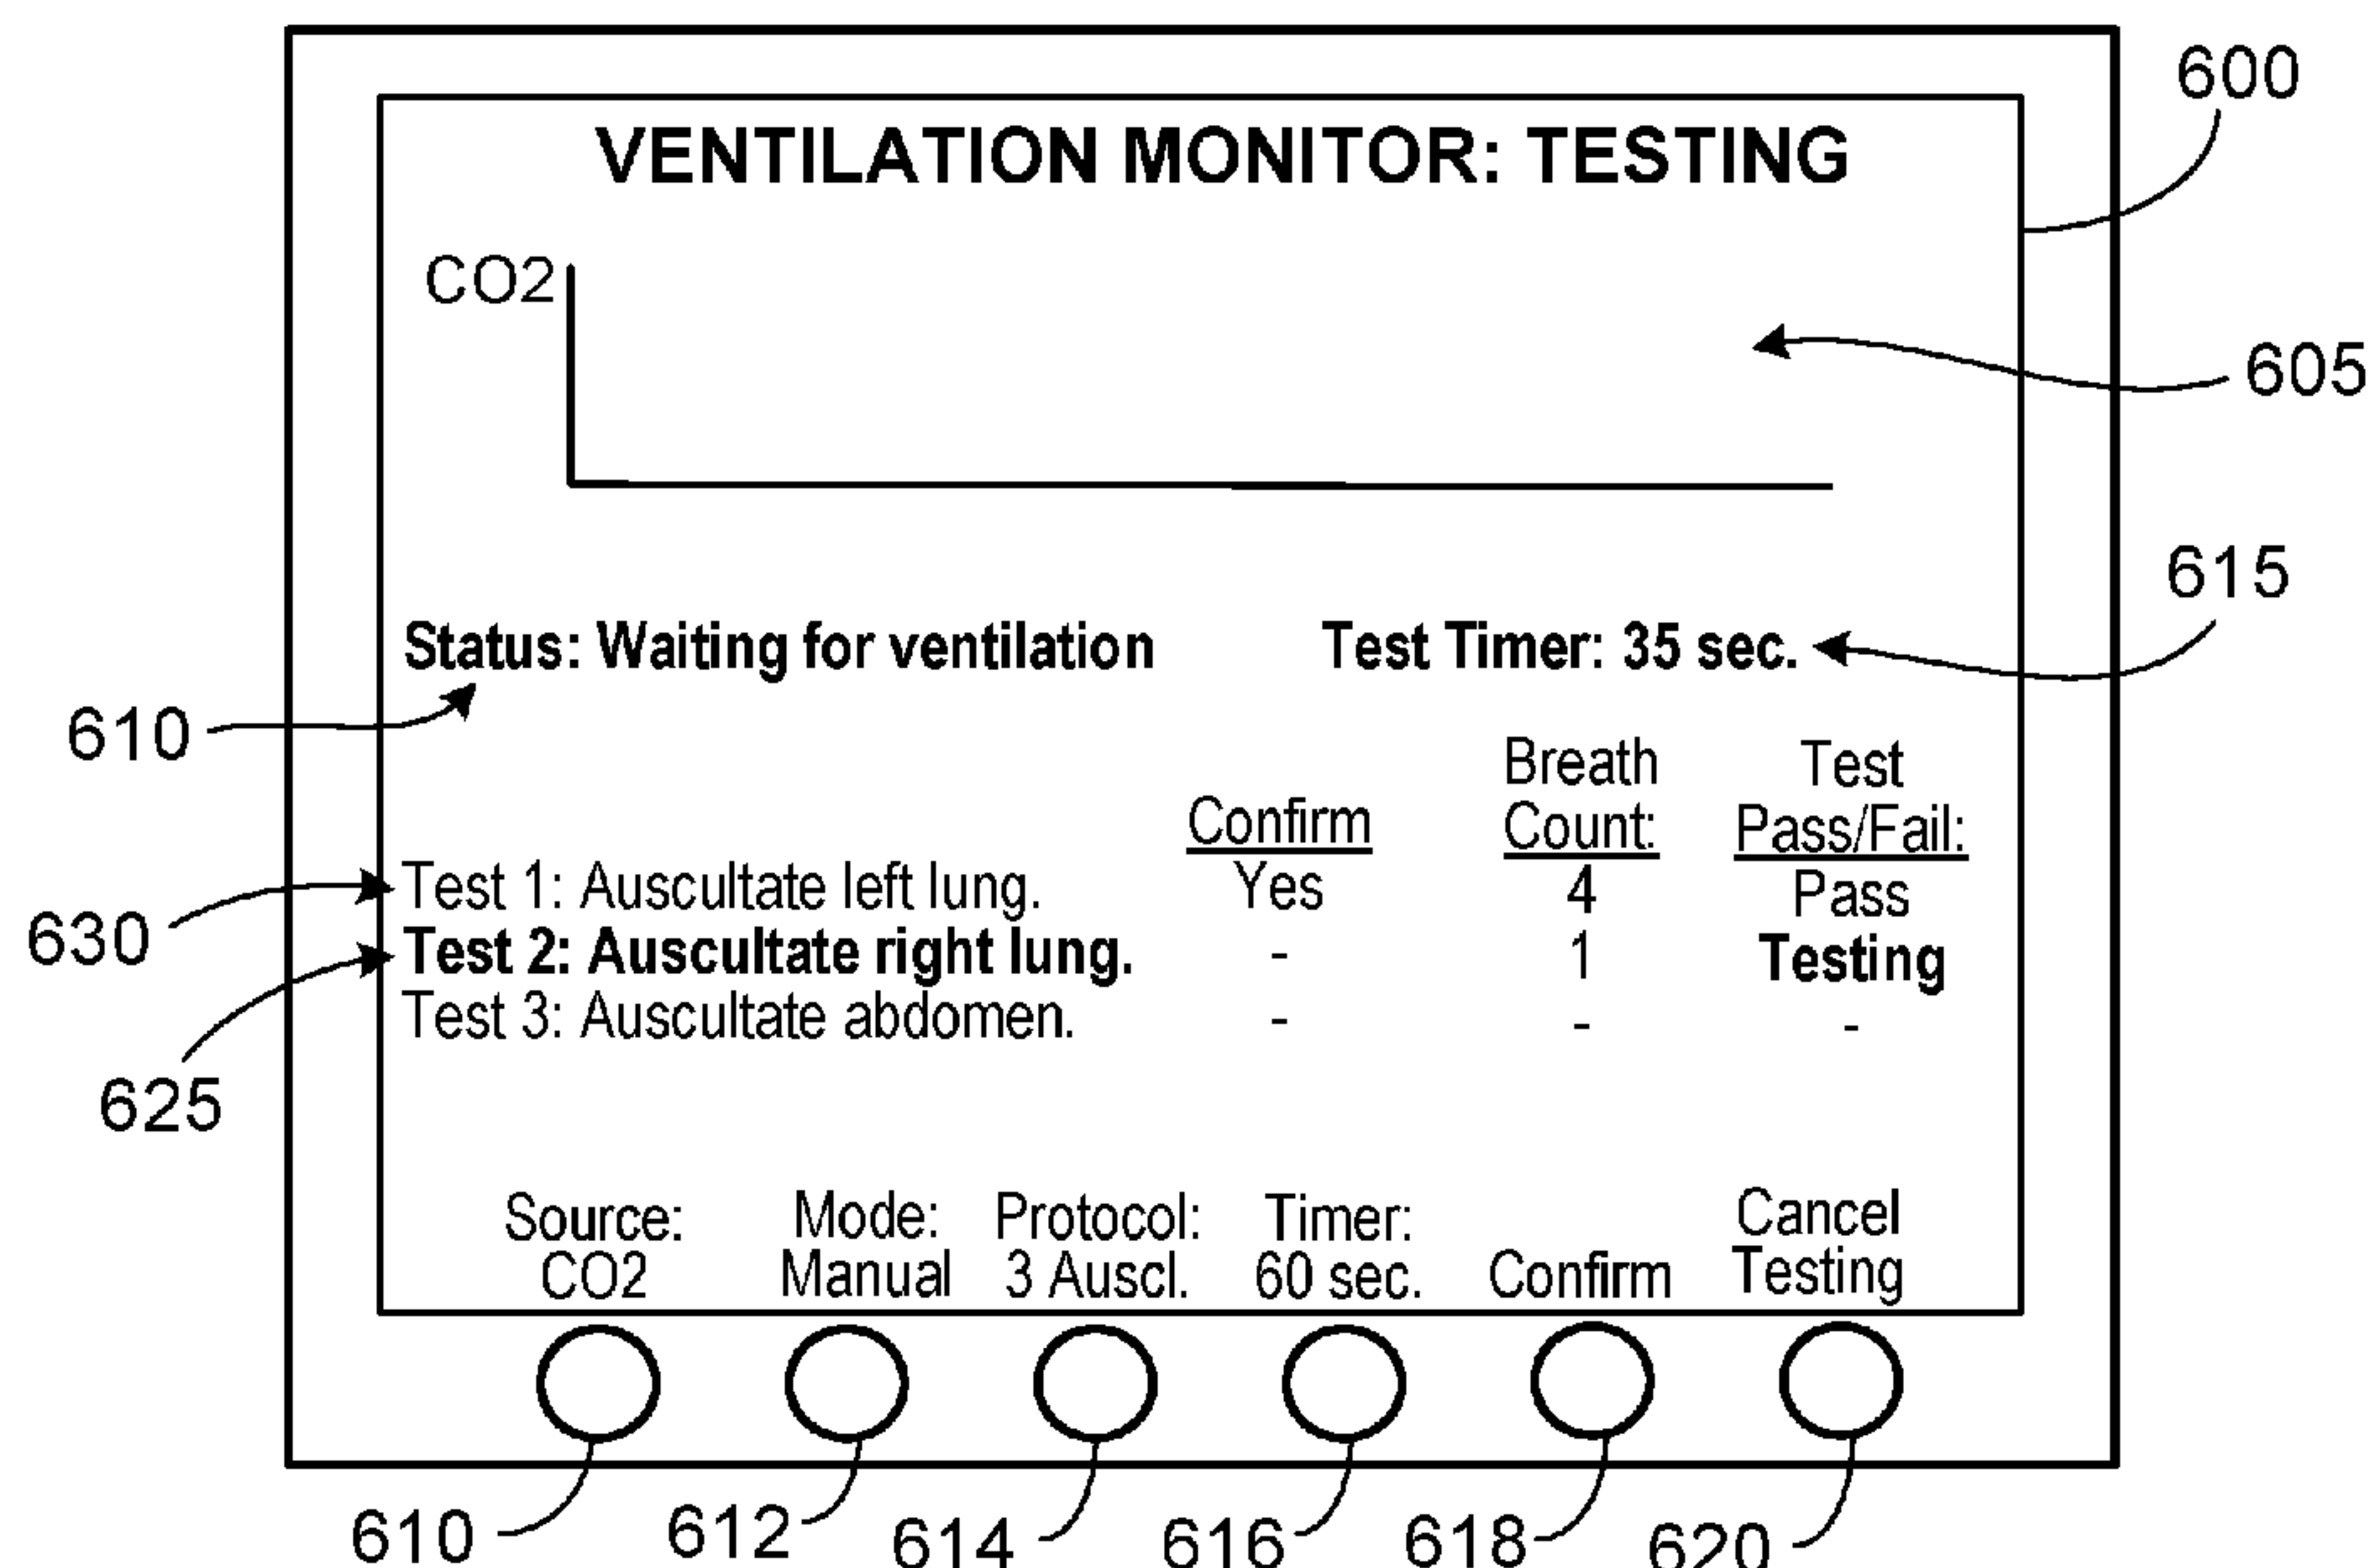 VENTILATION MONITOR: TESTING
600
CO2
605
615
Status: Waiting for ventilation Test Timer: 35 sec.
610
Breath Test
Confirm Count: Pass/Fail:
Test 1: Auscultate left lung. Yes 4 Pass
630
Test 2: Auscultate right lung. - 1 Testing
Test 3: Auscultate abdomen. - - -
625
Source: Mode: Protocol: Timer: Cancel
CO2 Manual 3 Auscl. 60 sec. Confirm Testing
610 612 614 616 618 620